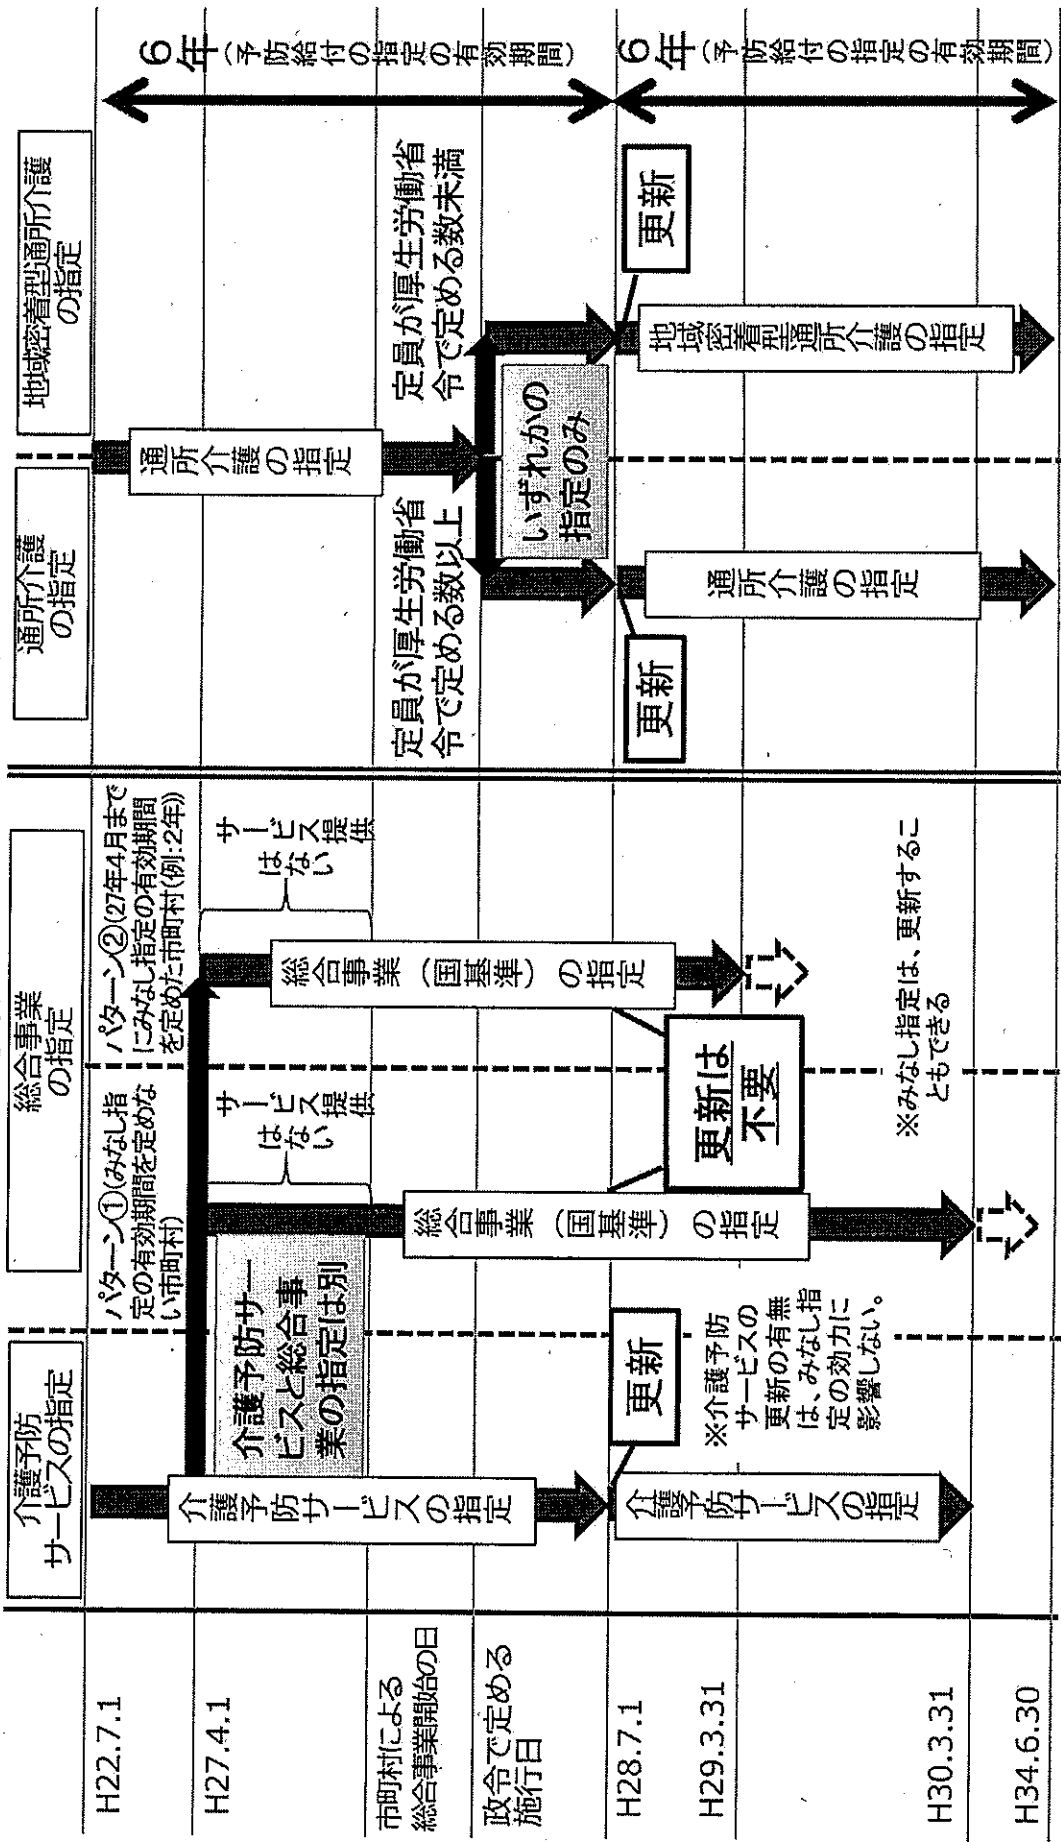 介護予防
サービスの指定
総合事業
の指定
通所介護
の指定
地域密着型通所介護
の指定
H22.7.1
H27.4.1
市町村による
総合事業開始の日
政令で定める
施行日
H28.7.1
H29.3.31
H30.3.31
H34.6.30
介護予防サービスの指定
更新
介護予防サービスの指定
※介護予防
サービスの
更新の有無
は、みなし指
定の効力に
影響しない。
介護予防サー
ビスと総合事
業の指定は別
パターン①(みなし指
定の有効期間を定めな
い市町村)
サービス提供
はない
総合事業(国基準)の指定
パターン②(27年4月まで
にみなし指定の有効期間
を定めた市町村(例:2年))
サービス提供
はない
総合事業(国基準)の指定
更新は
不要
※みなし指定は、更新するこ
ともできる
通所介護の指定
定員が厚生労働省
令で定める数以上
定員が厚生労働省
令で定める数未満
いずれかの
指定のみ
更新
通所介護の指定
更新
地域密着型通所介護の指定
6年(予防給付の指定の有効期間)
6年(予防給付の指定の有効期間)